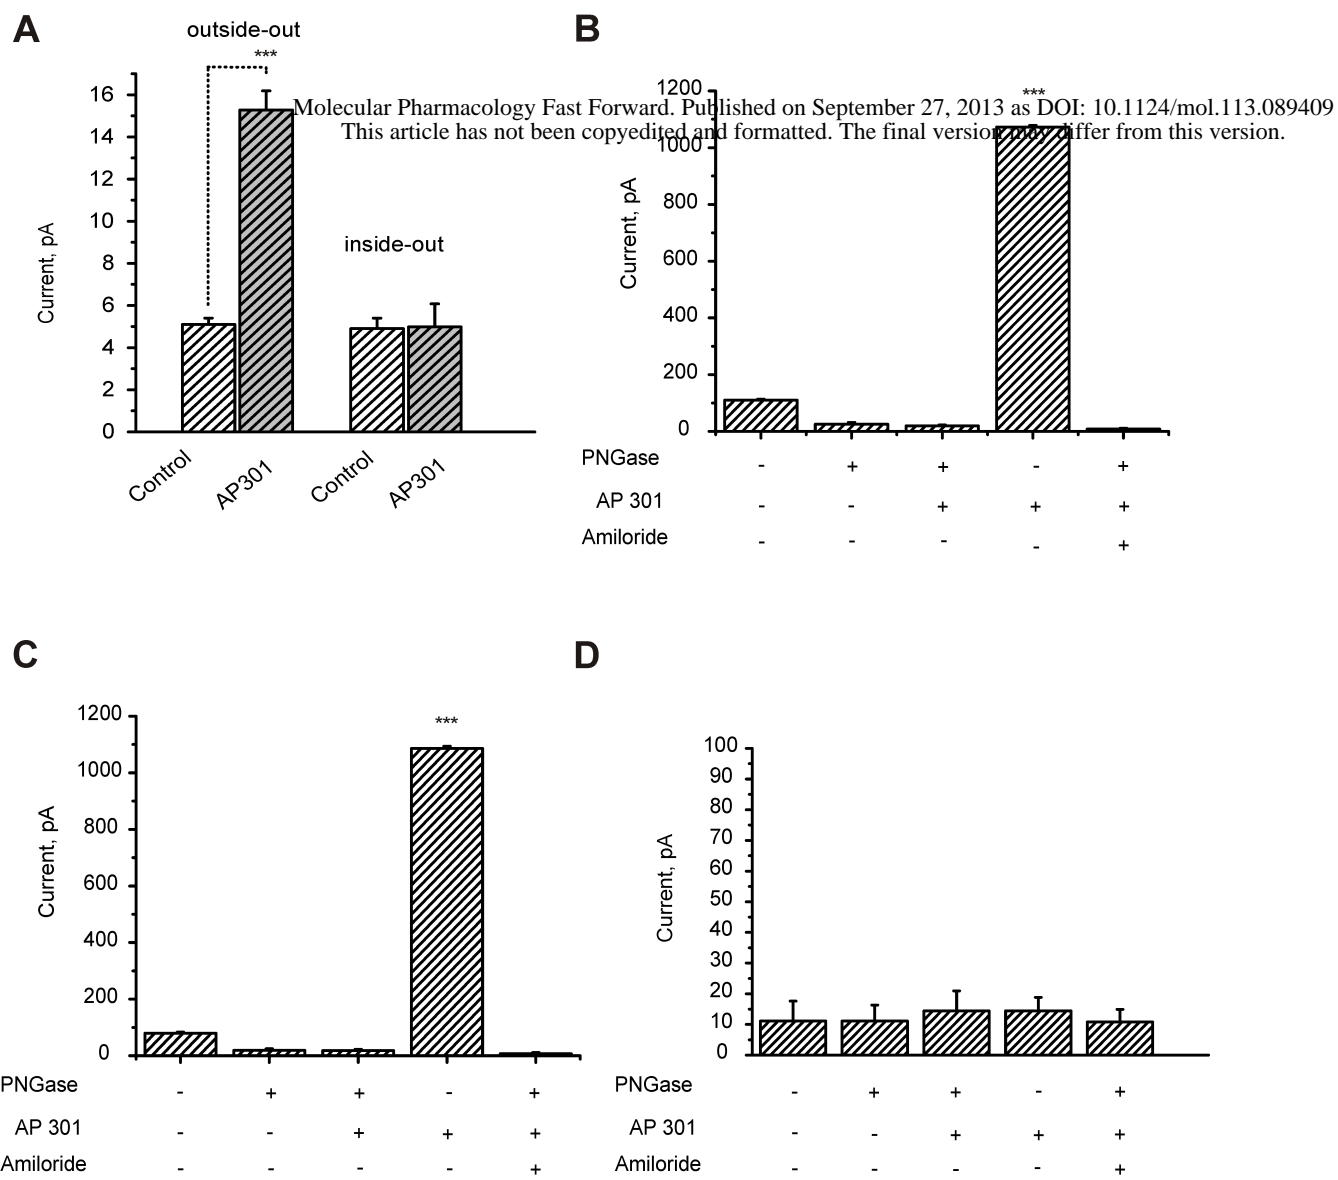 A
outside-out
***
16
14
12
10
8
6
4
2
0
Current, pA
inside-out
Control
AP301
Control
AP301
B
Molecular Pharmacology Fast Forward. Published on September 27, 2013 as DOI: 10.1124/mol.113.089409
This article has not been copyedited and formatted. The final version may differ from this version.
***
1200
1000
800
600
400
200
0
Current, pA
PNGase - + + - +
AP 301 - - + + +
Amiloride - - - - +
C
***
1200
1000
800
600
400
200
0
Current, pA
PNGase - + + - +
AP 301 - - + + +
Amiloride - - - - +
D
100
90
80
70
60
50
40
30
20
10
0
Current, pA
PNGase - + + - +
AP 301 - - + + +
Amiloride - - - - +